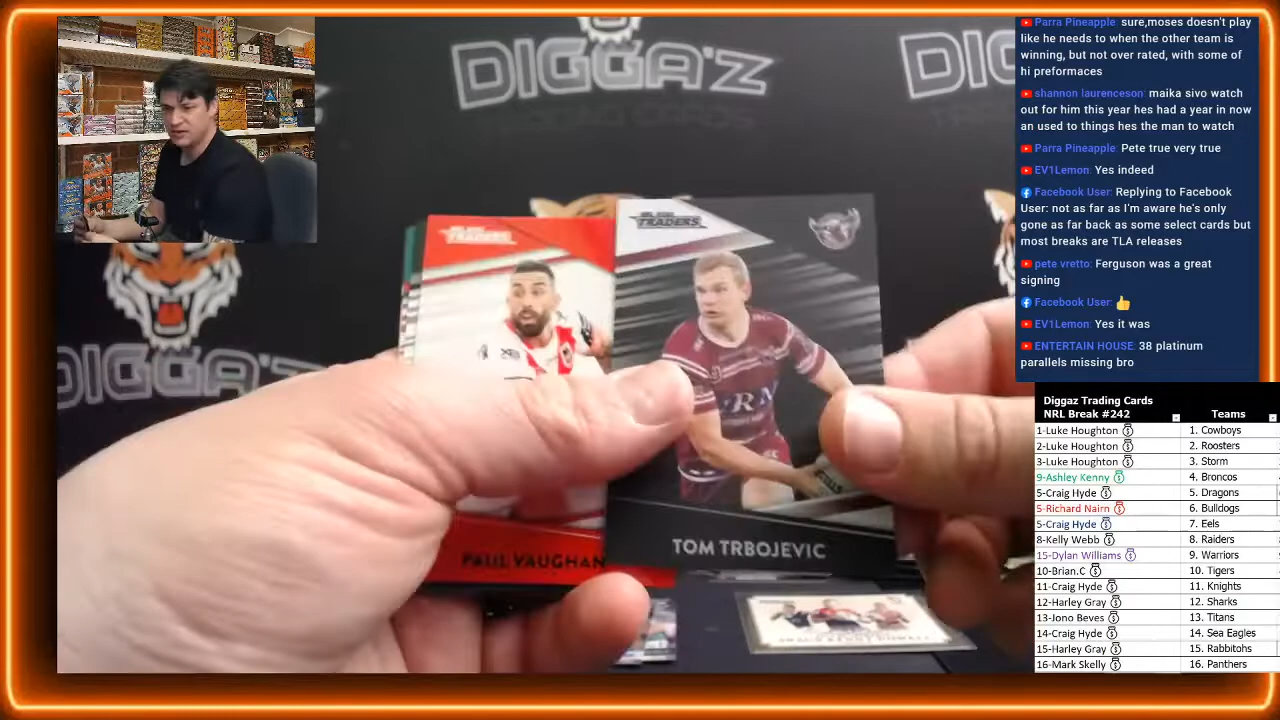 DIGGA'Z
DIGGA'Z
TRADERS
TRADERS
PAUL VAUGHAN
TOM TRBOJEVIC
Parra Pineapple: sure,moses doesn't play
like he needs to when the other team is
winning, but not over rated, with some of
hi preformaces
shannon laurenceson: maika sivo watch
out for him this year hes had a year in now
an used to things hes the man to watch
Parra Pineapple: Pete true very true
EV1Lemon: Yes indeed
Facebook User: Replying to Facebook
User: not as far as I'm aware he's only
gone as far back as some select cards but
most breaks are TLA releases
pete vretto: Ferguson was a great
signing
Facebook User: 👍
EV1Lemon: Yes it was
ENTERTAIN HOUSE: 38 platinum
parallels missing bro
Diggaz Trading Cards
NRL Break #242 Teams
1-Luke Houghton 1. Cowboys
2-Luke Houghton 2. Roosters
3-Luke Houghton 3. Storm
9-Ashley Kenny 4. Broncos
5-Craig Hyde 5. Dragons
5-Richard Nairn 6. Bulldogs
5-Craig Hyde 7. Eels
8-Kelly Webb 8. Raiders
15-Dylan Williams 9. Warriors
10-Brian.C 10. Tigers
11-Craig Hyde 11. Knights
12-Harley Gray 12. Sharks
13-Jono Beves 13. Titans
14-Craig Hyde 14. Sea Eagles
15-Harley Gray 15. Rabbitohs
16-Mark Skelly 16. Panthers